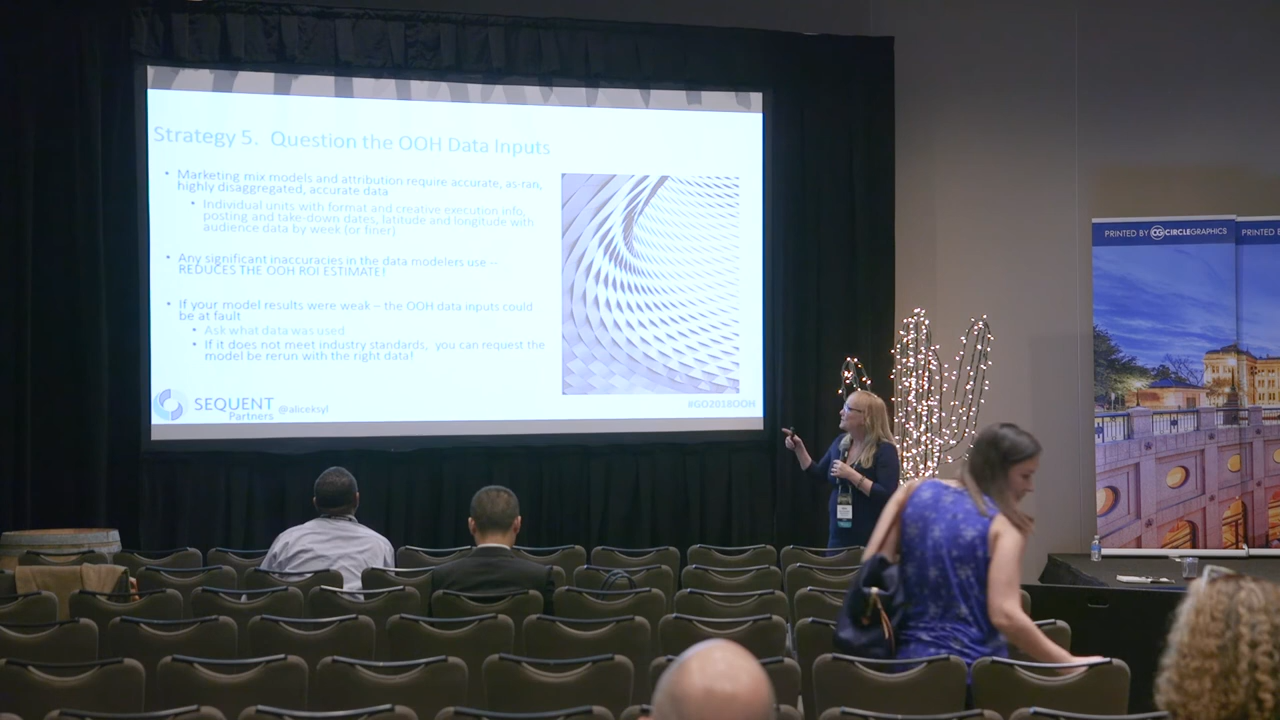 Strategy 5. Question the OOH Data Inputs
• Marketing mix models and attribution require accurate, as-ran,
highly disaggregated, accurate data
• Individual units with format and creative execution info,
posting and take-down dates, latitude and longitude with
audience data by week (or finer)
• Any significant inaccuracies in the data modelers use --
REDUCES THE OOH ROI ESTIMATE!
• If your model results were weak – the OOH data inputs could
be at fault
• Ask what data was used
• If it does not meet industry standards, you can request the
model be rerun with the right data!
SEQUENT
Partners @aliceksyl
#GO2018OOH
PRINTED BY CG CIRCLEGRAPHICS
PRINTED B